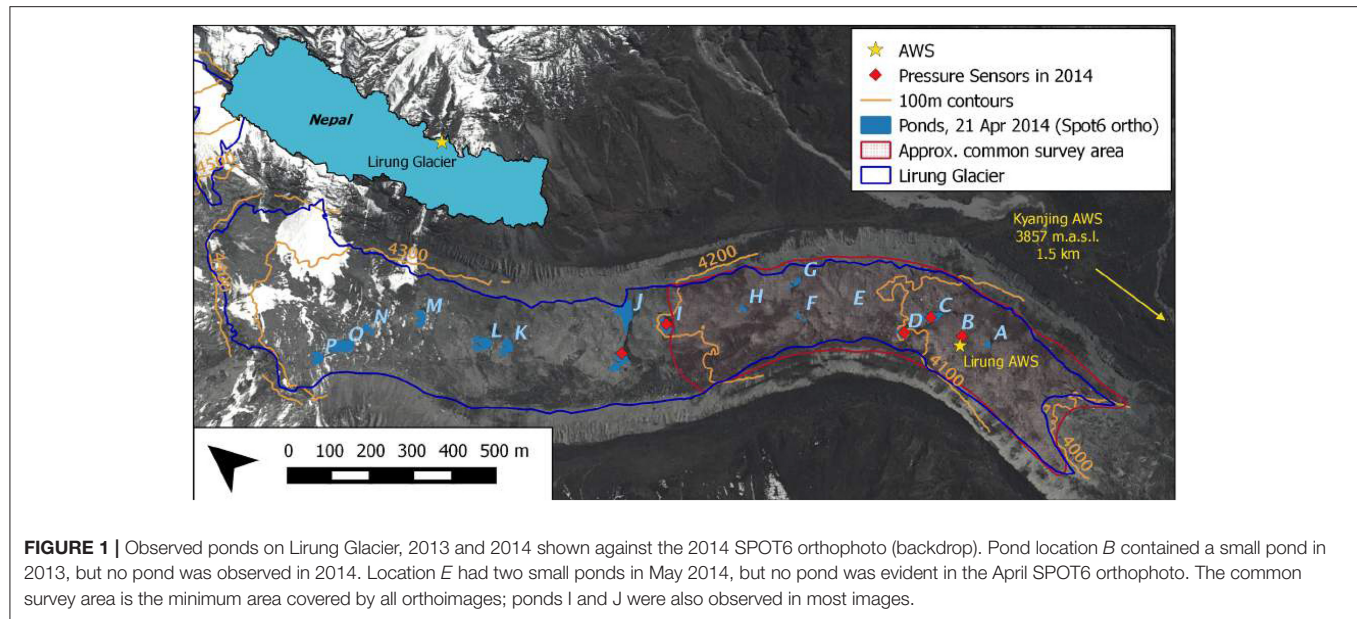 Nepal
Lirung Glacier
AWS
Pressure Sensors in 2014
100m contours
Ponds, 21 Apr 2014 (Spot6 ortho)
Approx. common survey area
Lirung Glacier
Kyanjing AWS
3857 m.a.s.l.
1.5 km
4500
4300
4200
4400
G
H
F
E
C
D
B
A
J
I
M
N
O
P
L
K
Lirung AWS
4100
4000
0 100 200 300 400 500 m
FIGURE 1 | Observed ponds on Lirung Glacier, 2013 and 2014 shown against the 2014 SPOT6 orthophoto (backdrop). Pond location B contained a small pond in
2013, but no pond was observed in 2014. Location E had two small ponds in May 2014, but no pond was evident in the April SPOT6 orthophoto. The common
survey area is the minimum area covered by all orthoimages; ponds I and J were also observed in most images.